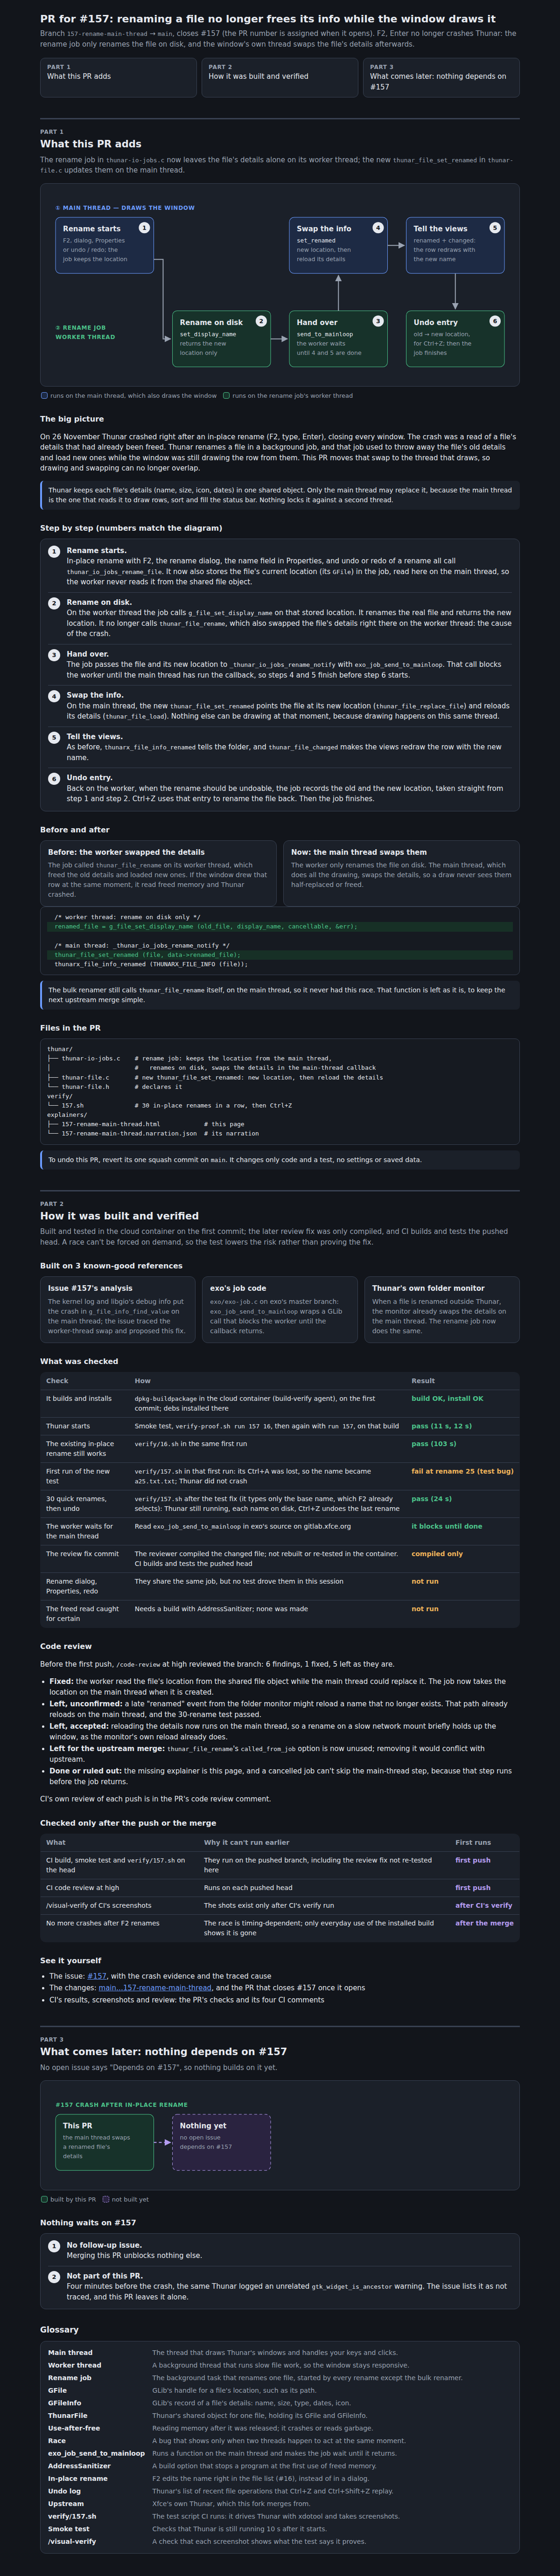 PR for #157: renaming a file no longer frees its info while the window draws it
Branch 157-rename-main-thread → main, closes #157 (the PR number is assigned when it opens). F2, Enter no longer crashes Thunar: the
rename job only renames the file on disk, and the window's own thread swaps the file's details afterwards.
PART 1
What this PR adds
PART 2
How it was built and verified
PART 3
What comes later: nothing depends on
#157
PART 1
What this PR adds
The rename job in thunar-io-jobs.c now leaves the file's details alone on its worker thread; the new thunar_file_set_renamed in thunar-
file.c updates them on the main thread.
① MAIN THREAD — DRAWS THE WINDOW
Rename starts
1
F2, dialog, Properties
or undo / redo: the
job keeps the location
Swap the info
4
set_renamed
new location, then
reload its details
Tell the views
5
renamed + changed:
the row redraws with
the new name
② RENAME JOB
WORKER THREAD
Rename on disk
2
set_display_name
returns the new
location only
Hand over
3
send_to_mainloop
the worker waits
until 4 and 5 are done
Undo entry
6
old → new location,
for Ctrl+Z; then the
job finishes
runs on the main thread, which also draws the window
runs on the rename job's worker thread
The big picture
On 26 November Thunar crashed right after an in-place rename (F2, type, Enter), closing every window. The crash was a read of a file's
details that had already been freed. Thunar renames a file in a background job, and that job used to throw away the file's old details
and load new ones while the window was still drawing the row from them. This PR moves that swap to the thread that draws, so
drawing and swapping can no longer overlap.
Thunar keeps each file's details (name, size, icon, dates) in one shared object. Only the main thread may replace it, because the main thread
is the one that reads it to draw rows, sort and fill the status bar. Nothing locks it against a second thread.
Step by step (numbers match the diagram)
1
Rename starts.
In-place rename with F2, the rename dialog, the name field in Properties, and undo or redo of a rename all call
thunar_io_jobs_rename_file. It now also stores the file's current location (its GFile) in the job, read here on the main thread, so
the worker never reads it from the shared file object.
2
Rename on disk.
On the worker thread the job calls g_file_set_display_name on that stored location. It renames the real file and returns the new
location. It no longer calls thunar_file_rename, which also swapped the file's details right there on the worker thread: the cause
of the crash.
3
Hand over.
The job passes the file and its new location to _thunar_io_jobs_rename_notify with exo_job_send_to_mainloop. That call blocks
the worker until the main thread has run the callback, so steps 4 and 5 finish before step 6 starts.
4
Swap the info.
On the main thread, the new thunar_file_set_renamed points the file at its new location (thunar_file_replace_file) and reloads
its details (thunar_file_load). Nothing else can be drawing at that moment, because drawing happens on this same thread.
5
Tell the views.
As before, thunarx_file_info_renamed tells the folder, and thunar_file_changed makes the views redraw the row with the new
name.
6
Undo entry.
Back on the worker, when the rename should be undoable, the job records the old and the new location, taken straight from
step 1 and step 2. Ctrl+Z uses that entry to rename the file back. Then the job finishes.
Before and after
Before: the worker swapped the details
The job called thunar_file_rename on its worker thread, which
freed the old details and loaded new ones. If the window drew that
row at the same moment, it read freed memory and Thunar
crashed.
Now: the main thread swaps them
The worker only renames the file on disk. The main thread, which
does all the drawing, swaps the details, so a draw never sees them
half-replaced or freed.
/* worker thread: rename on disk only */
renamed_file = g_file_set_display_name (old_file, display_name, cancellable, &err);
/* main thread: _thunar_io_jobs_rename_notify */
thunar_file_set_renamed (file, data->renamed_file);
thunarx_file_info_renamed (THUNARX_FILE_INFO (file));
The bulk renamer still calls thunar_file_rename itself, on the main thread, so it never had this race. That function is left as it is, to keep the
next upstream merge simple.
Files in the PR
thunar/
├── thunar-io-jobs.c # rename job: keeps the location from the main thread,
│ # renames on disk, swaps the details in the main-thread callback
├── thunar-file.c # new thunar_file_set_renamed: new location, then reload the details
└── thunar-file.h # declares it
verify/
└── 157.sh # 30 in-place renames in a row, then Ctrl+Z
explainers/
├── 157-rename-main-thread.html # this page
└── 157-rename-main-thread.narration.json # its narration
To undo this PR, revert its one squash commit on main. It changes only code and a test, no settings or saved data.
PART 2
How it was built and verified
Built and tested in the cloud container on the first commit; the later review fix was only compiled, and CI builds and tests the pushed
head. A race can't be forced on demand, so the test lowers the risk rather than proving the fix.
Built on 3 known-good references
Issue #157's analysis
The kernel log and libgio's debug info put
the crash in g_file_info_find_value on
the main thread; the issue traced the
worker-thread swap and proposed this fix.
exo's job code
exo/exo-job.c on exo's master branch:
exo_job_send_to_mainloop wraps a GLib
call that blocks the worker until the
callback returns.
Thunar's own folder monitor
When a file is renamed outside Thunar,
the monitor already swaps the details on
the main thread. The rename job now
does the same.
What was checked
Check How Result
It builds and installs dpkg-buildpackage in the cloud container (build-verify agent), on the first
commit; debs installed there build OK, install OK
Thunar starts Smoke test, verify-proof.sh run 157 16, then again with run 157, on that build pass (11 s, 12 s)
The existing in-place
rename still works verify/16.sh in the same first run pass (103 s)
First run of the new
test verify/157.sh in that first run: its Ctrl+A was lost, so the name became
a25.txt.txt; Thunar did not crash fail at rename 25 (test bug)
30 quick renames,
then undo verify/157.sh after the test fix (it types only the base name, which F2 already
selects): Thunar still running, each name on disk, Ctrl+Z undoes the last rename pass (24 s)
The worker waits for
the main thread Read exo_job_send_to_mainloop in exo's source on gitlab.xfce.org it blocks until done
The review fix commit The reviewer compiled the changed file; not rebuilt or re-tested in the container.
CI builds and tests the pushed head compiled only
Rename dialog,
Properties, redo They share the same job, but no test drove them in this session not run
The freed read caught
for certain Needs a build with AddressSanitizer; none was made not run
Code review
Before the first push, /code-review at high reviewed the branch: 6 findings, 1 fixed, 5 left as they are.
• Fixed: the worker read the file's location from the shared file object while the main thread could replace it. The job now takes the
location on the main thread when it is created.
• Left, unconfirmed: a late "renamed" event from the folder monitor might reload a name that no longer exists. That path already
reloads on the main thread, and the 30-rename test passed.
• Left, accepted: reloading the details now runs on the main thread, so a rename on a slow network mount briefly holds up the
window, as the monitor's own reload already does.
• Left for the upstream merge: thunar_file_rename's called_from_job option is now unused; removing it would conflict with
upstream.
• Done or ruled out: the missing explainer is this page, and a cancelled job can't skip the main-thread step, because that step runs
before the job returns.
CI's own review of each push is in the PR's code review comment.
Checked only after the push or the merge
What Why it can't run earlier First runs
CI build, smoke test and verify/157.sh on
the head They run on the pushed branch, including the review fix not re-tested
here first push
CI code review at high Runs on each pushed head first push
/visual-verify of CI's screenshots The shots exist only after CI's verify run after CI's verify
No more crashes after F2 renames The race is timing-dependent; only everyday use of the installed build
shows it is gone after the merge
See it yourself
• The issue: #157, with the crash evidence and the traced cause
• The changes: main...157-rename-main-thread, and the PR that closes #157 once it opens
• CI's results, screenshots and review: the PR's checks and its four CI comments
PART 3
What comes later: nothing depends on #157
No open issue says "Depends on #157", so nothing builds on it yet.
#157 CRASH AFTER IN-PLACE RENAME
This PR
the main thread swaps
a renamed file's
details
Nothing yet
no open issue
depends on #157
built by this PR
not built yet
Nothing waits on #157
1
No follow-up issue.
Merging this PR unblocks nothing else.
2
Not part of this PR.
Four minutes before the crash, the same Thunar logged an unrelated gtk_widget_is_ancestor warning. The issue lists it as not
traced, and this PR leaves it alone.
Glossary
Main thread The thread that draws Thunar's windows and handles your keys and clicks.
Worker thread A background thread that runs slow file work, so the window stays responsive.
Rename job The background task that renames one file, started by every rename except the bulk renamer.
GFile GLib's handle for a file's location, such as its path.
GFileInfo GLib's record of a file's details: name, size, type, dates, icon.
ThunarFile Thunar's shared object for one file, holding its GFile and GFileInfo.
Use-after-free Reading memory after it was released; it crashes or reads garbage.
Race A bug that shows only when two threads happen to act at the same moment.
exo_job_send_to_mainloop Runs a function on the main thread and makes the job wait until it returns.
AddressSanitizer A build option that stops a program at the first use of freed memory.
In-place rename F2 edits the name right in the file list (#16), instead of in a dialog.
Undo log Thunar's list of recent file operations that Ctrl+Z and Ctrl+Shift+Z replay.
Upstream Xfce's own Thunar, which this fork merges from.
verify/157.sh The test script CI runs: it drives Thunar with xdotool and takes screenshots.
Smoke test Checks that Thunar is still running 10 s after it starts.
/visual-verify A check that each screenshot shows what the test says it proves.